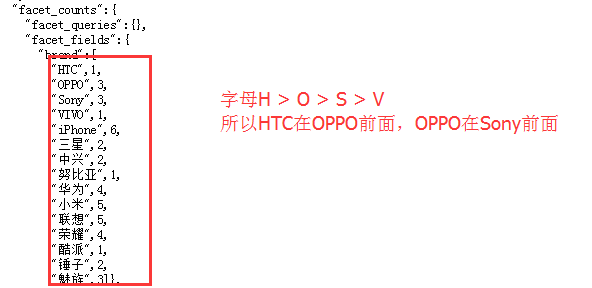 "facet_counts":{
"facet_queries":{},
"facet_fields":{
"brand":[
"HTC",1,
"OPPO",3,
"Sony",3,
"VIVO",1,
"iPhone",6,
"三星",2,
"中兴",2,
"努比亚",1,
"华为",4,
"小米",5,
"联想",5,
"荣耀",4,
"酷派",1,
"锤子",2,
"魅族",3]},
字母H > O > S > V
所以HTC在OPPO前面，OPPO在Sony前面